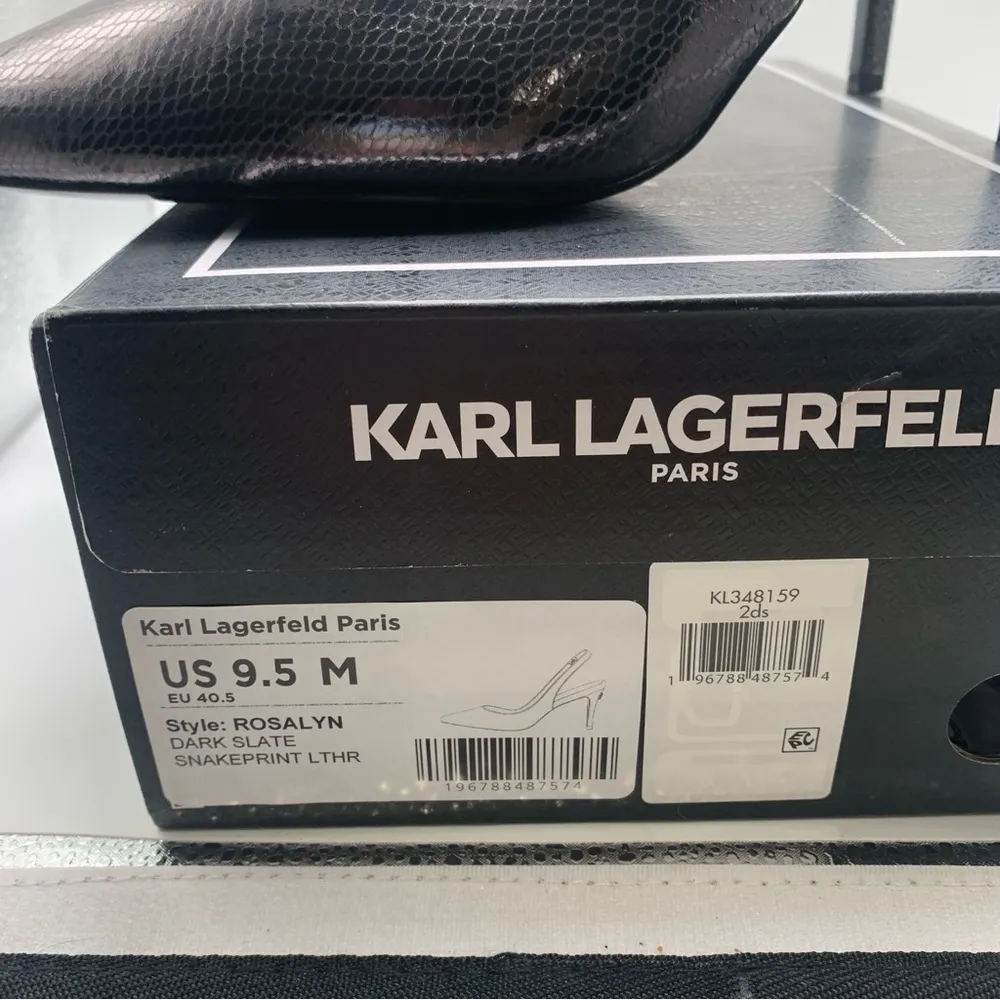 KARL LAGERFEL
PARIS
Karl Lagerfeld Paris
US 9.5 M
EU 40.5
Style: ROSALYN
DARK SLATE
SNAKEPRINT LTHR
196788487574
KL348159
2ds
1 96788 48757 4